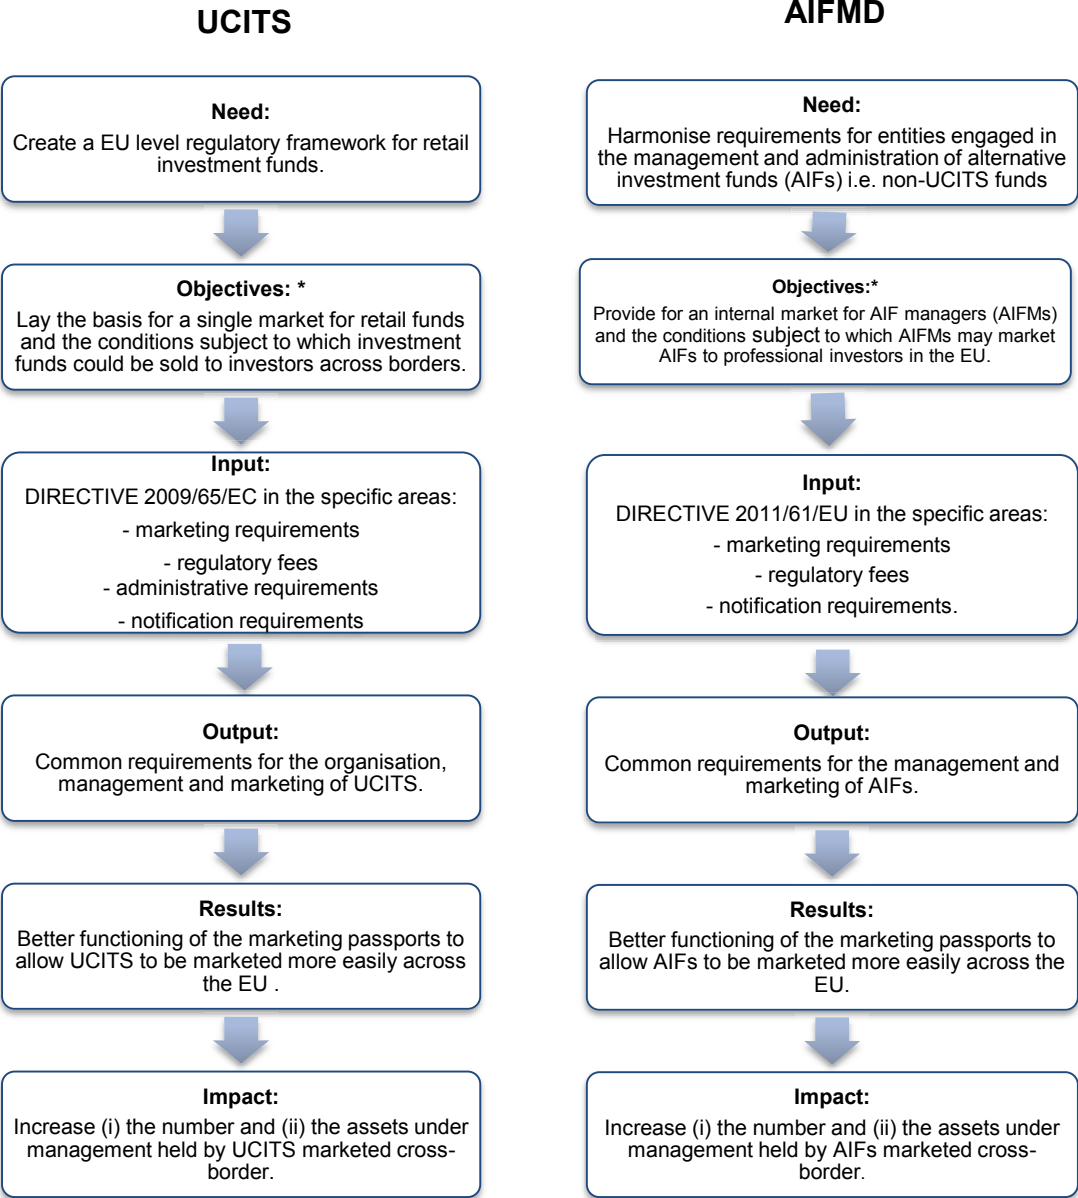 UCITS
Need:
Create a EU level regulatory framework for retail
investment funds.
Objectives: *
Lay the basis for a single market for retail funds
and the conditions subject to which investment
funds could be sold to investors across borders.
Input:
DIRECTIVE 2009/65/EC in the specific areas:
- marketing requirements
- regulatory fees
- administrative requirements
- notification requirements
Output:
Common requirements for the organisation,
management and marketing of UCITS.
Results:
Better functioning of the marketing passports to
allow UCITS to be marketed more easily across
the EU .
Impact:
Increase (i) the number and (ii) the assets under
management held by UCITS marketed cross-
border.
AIFMD
Need:
Harmonise requirements for entities engaged in
the management and administration of alternative
investment funds (AIFs) i.e. non-UCITS funds
Objectives:*
Provide for an internal market for AIF managers (AIFMs)
and the conditions subject to which AIFMs may market
AIFs to professional investors in the EU.
Input:
DIRECTIVE 2011/61/EU in the specific areas:
- marketing requirements
- regulatory fees
- notification requirements.
Output:
Common requirements for the management and
marketing of AIFs.
Results:
Better functioning of the marketing passports to
allow AIFs to be marketed more easily across the
EU.
Impact:
Increase (i) the number and (ii) the assets under
management held by AIFs marketed cross-
border.